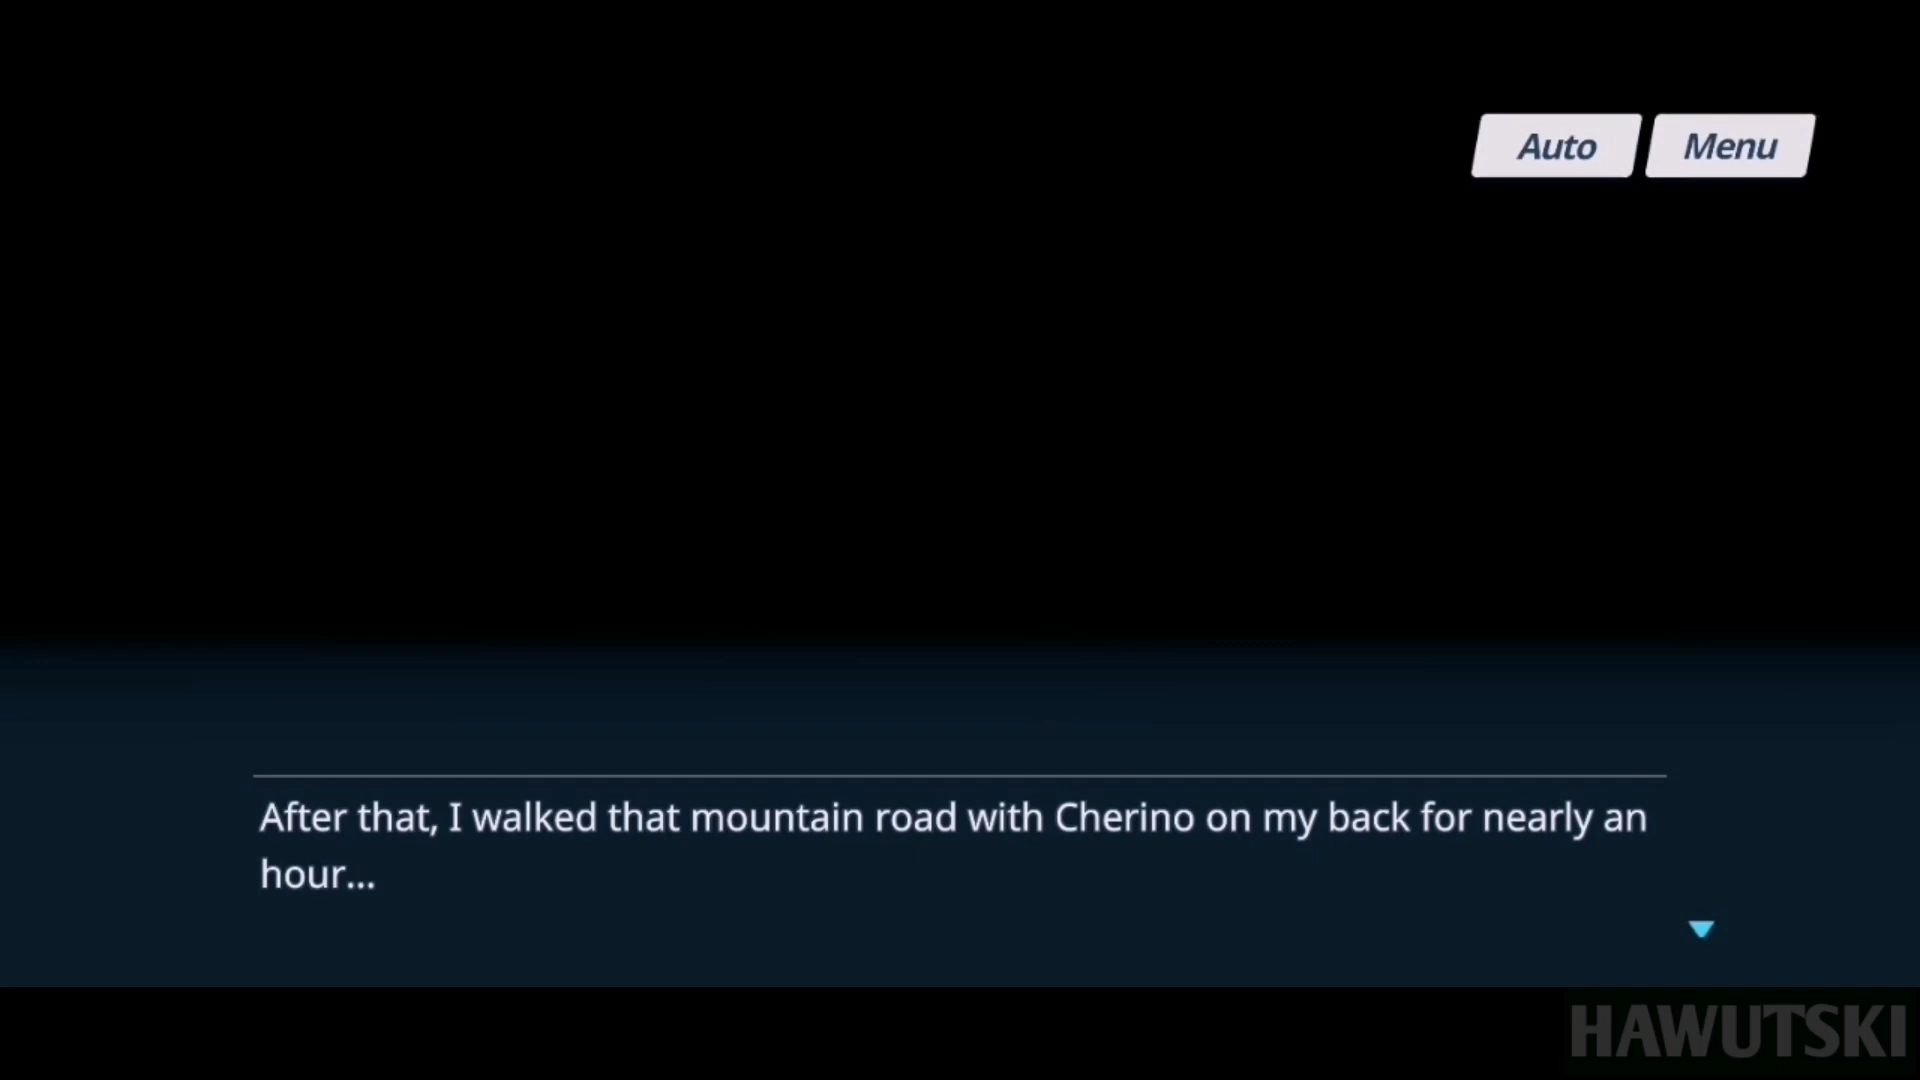 Auto Menu
After that, I walked that mountain road with Cherino on my back for nearly an
hour...
HAWUTSKI